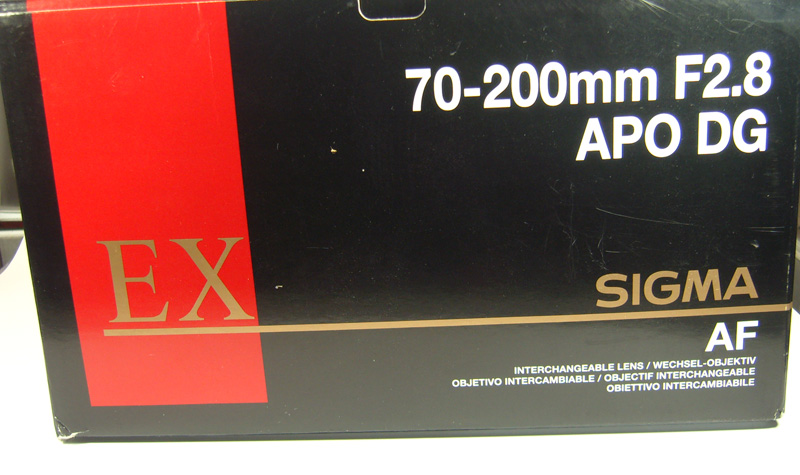 70-200mm F2.8
APO DG
EX
SIGMA
AF
INTERCHANGEABLE LENS / WECHSEL-OBJEKTIV
OBJETIVO INTERCAMBIABLE / OBJECTIF INTERCHANGEABLE
OBIETTIVO INTERCAMBIABILE